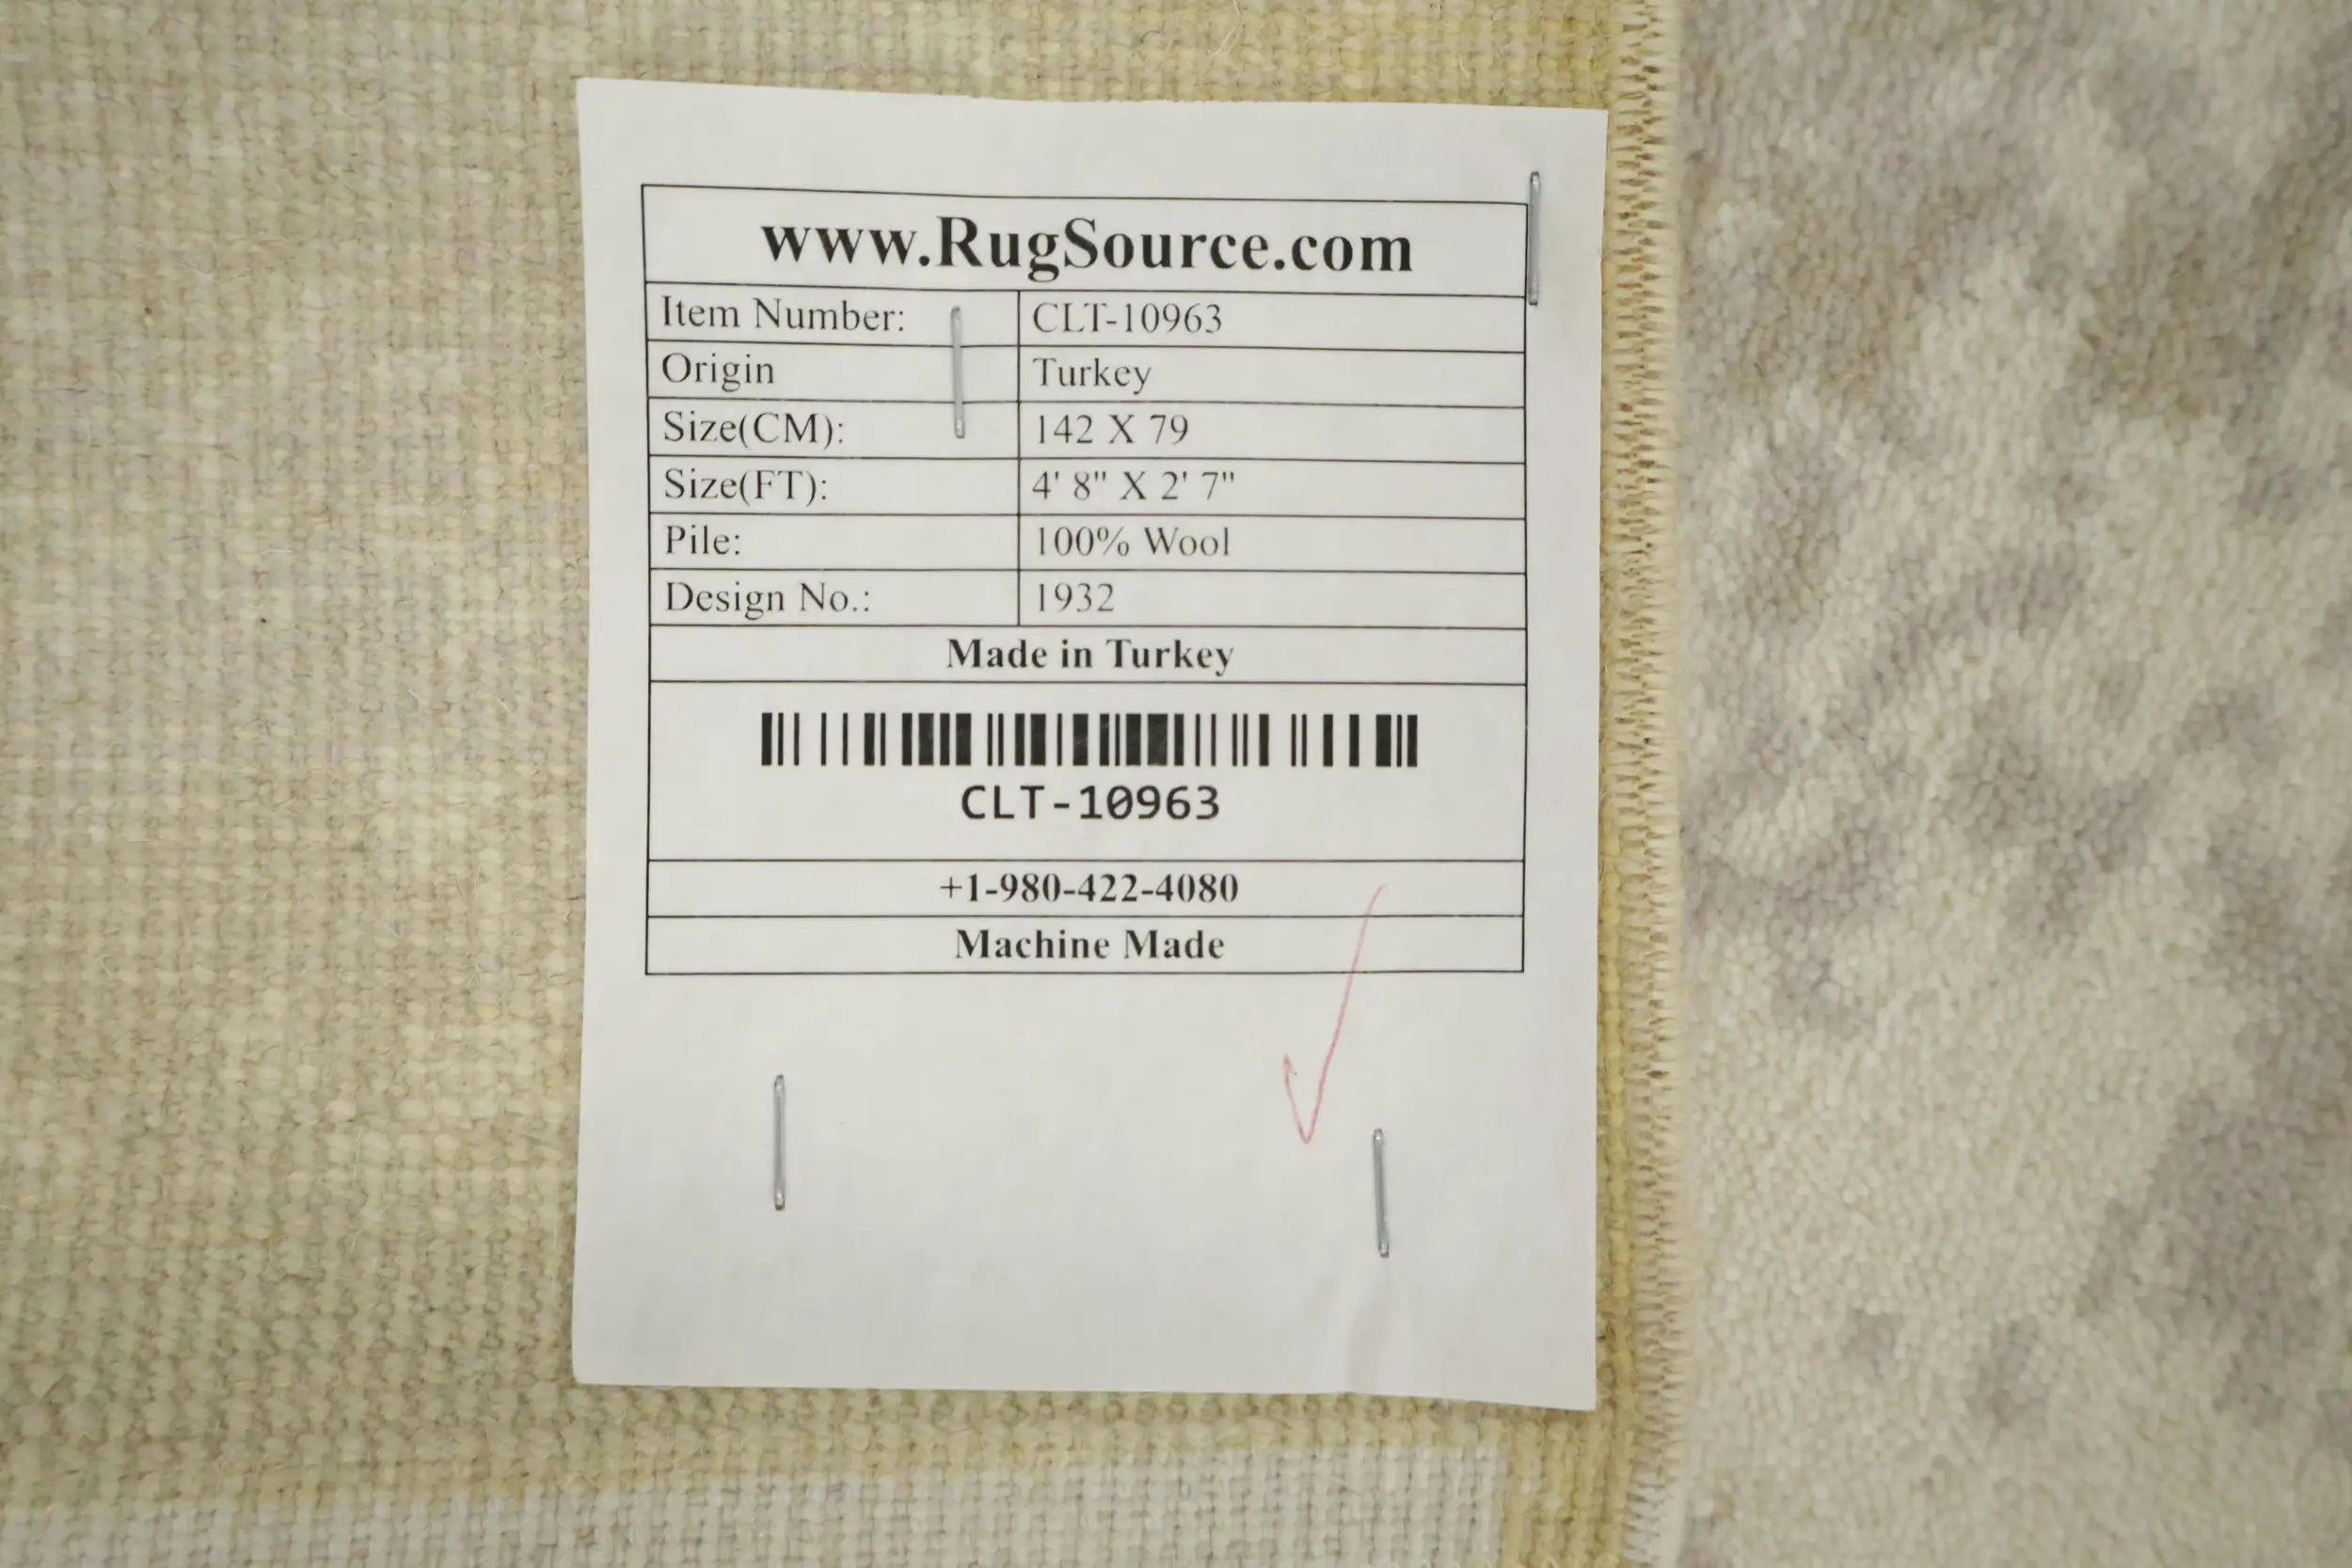 www.RugSource.com
Item Number: CLT-10963
Origin Turkey
Size(CM): 142 X 79
Size(FT): 4' 8" X 2' 7"
Pile: 100% Wool
Design No.: 1932
Made in Turkey
CLT-10963
+1-980-422-4080
Machine Made